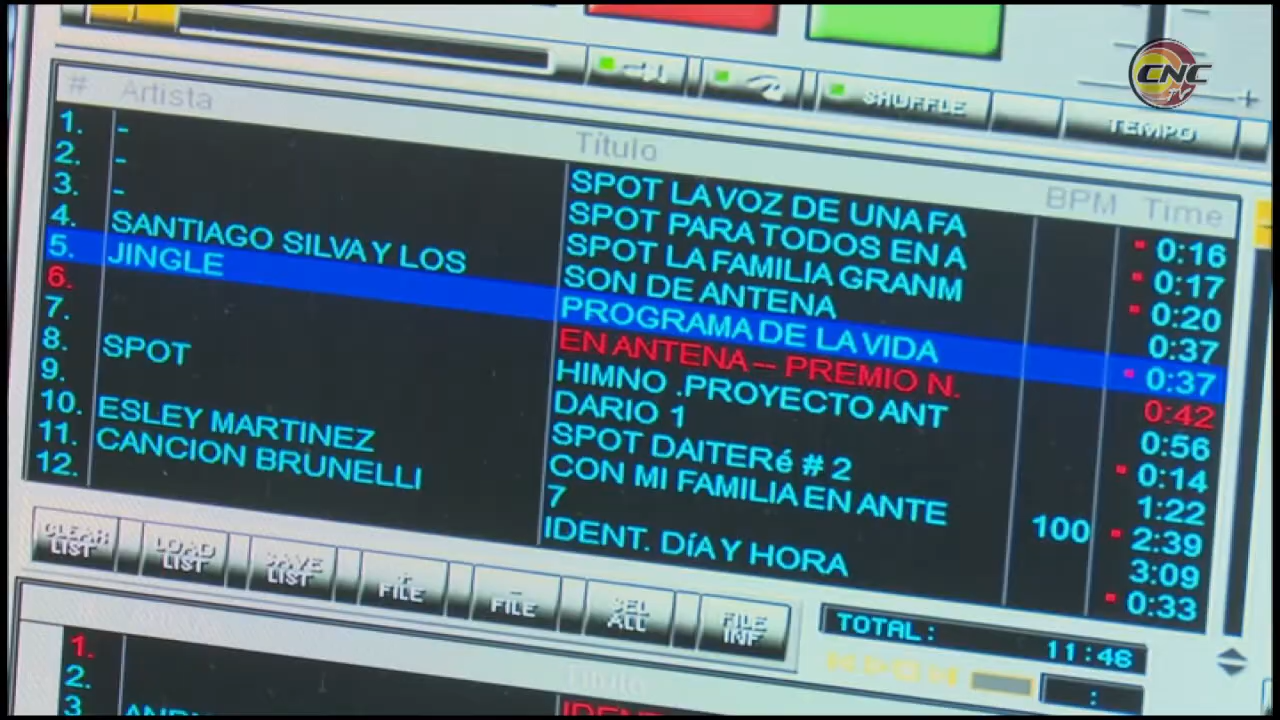 CNC TV
SHUFFLE
TEMPO
# Artista Título BPM Time
1. - SPOT LA VOZ DE UNA FA 0:16
2. - SPOT PARA TODOS EN A 0:17
3. - SPOT LA FAMILIA GRANM 0:20
4. SANTIAGO SILVA Y LOS SON DE ANTENA 0:37
5. JINGLE PROGRAMA DE LA VIDA 0:37
6. EN ANTENA -- PREMIO N. 0:42
7. HIMNO .PROYECTO ANT 0:56
8. SPOT DARIO 1 0:14
9. SPOT DAITERé # 2 1:22
10. ESLEY MARTINEZ CON MI FAMILIA EN ANTE 100 2:39
11. CANCION BRUNELLI 7 3:09
12. IDENT. DíA Y HORA 0:33
CLEAR LIST
LOAD LIST
SAVE LIST
+ FILE
- FILE
SEL ALL
FILE INF
TOTAL: 11:46
:
Título
1.
2.
3